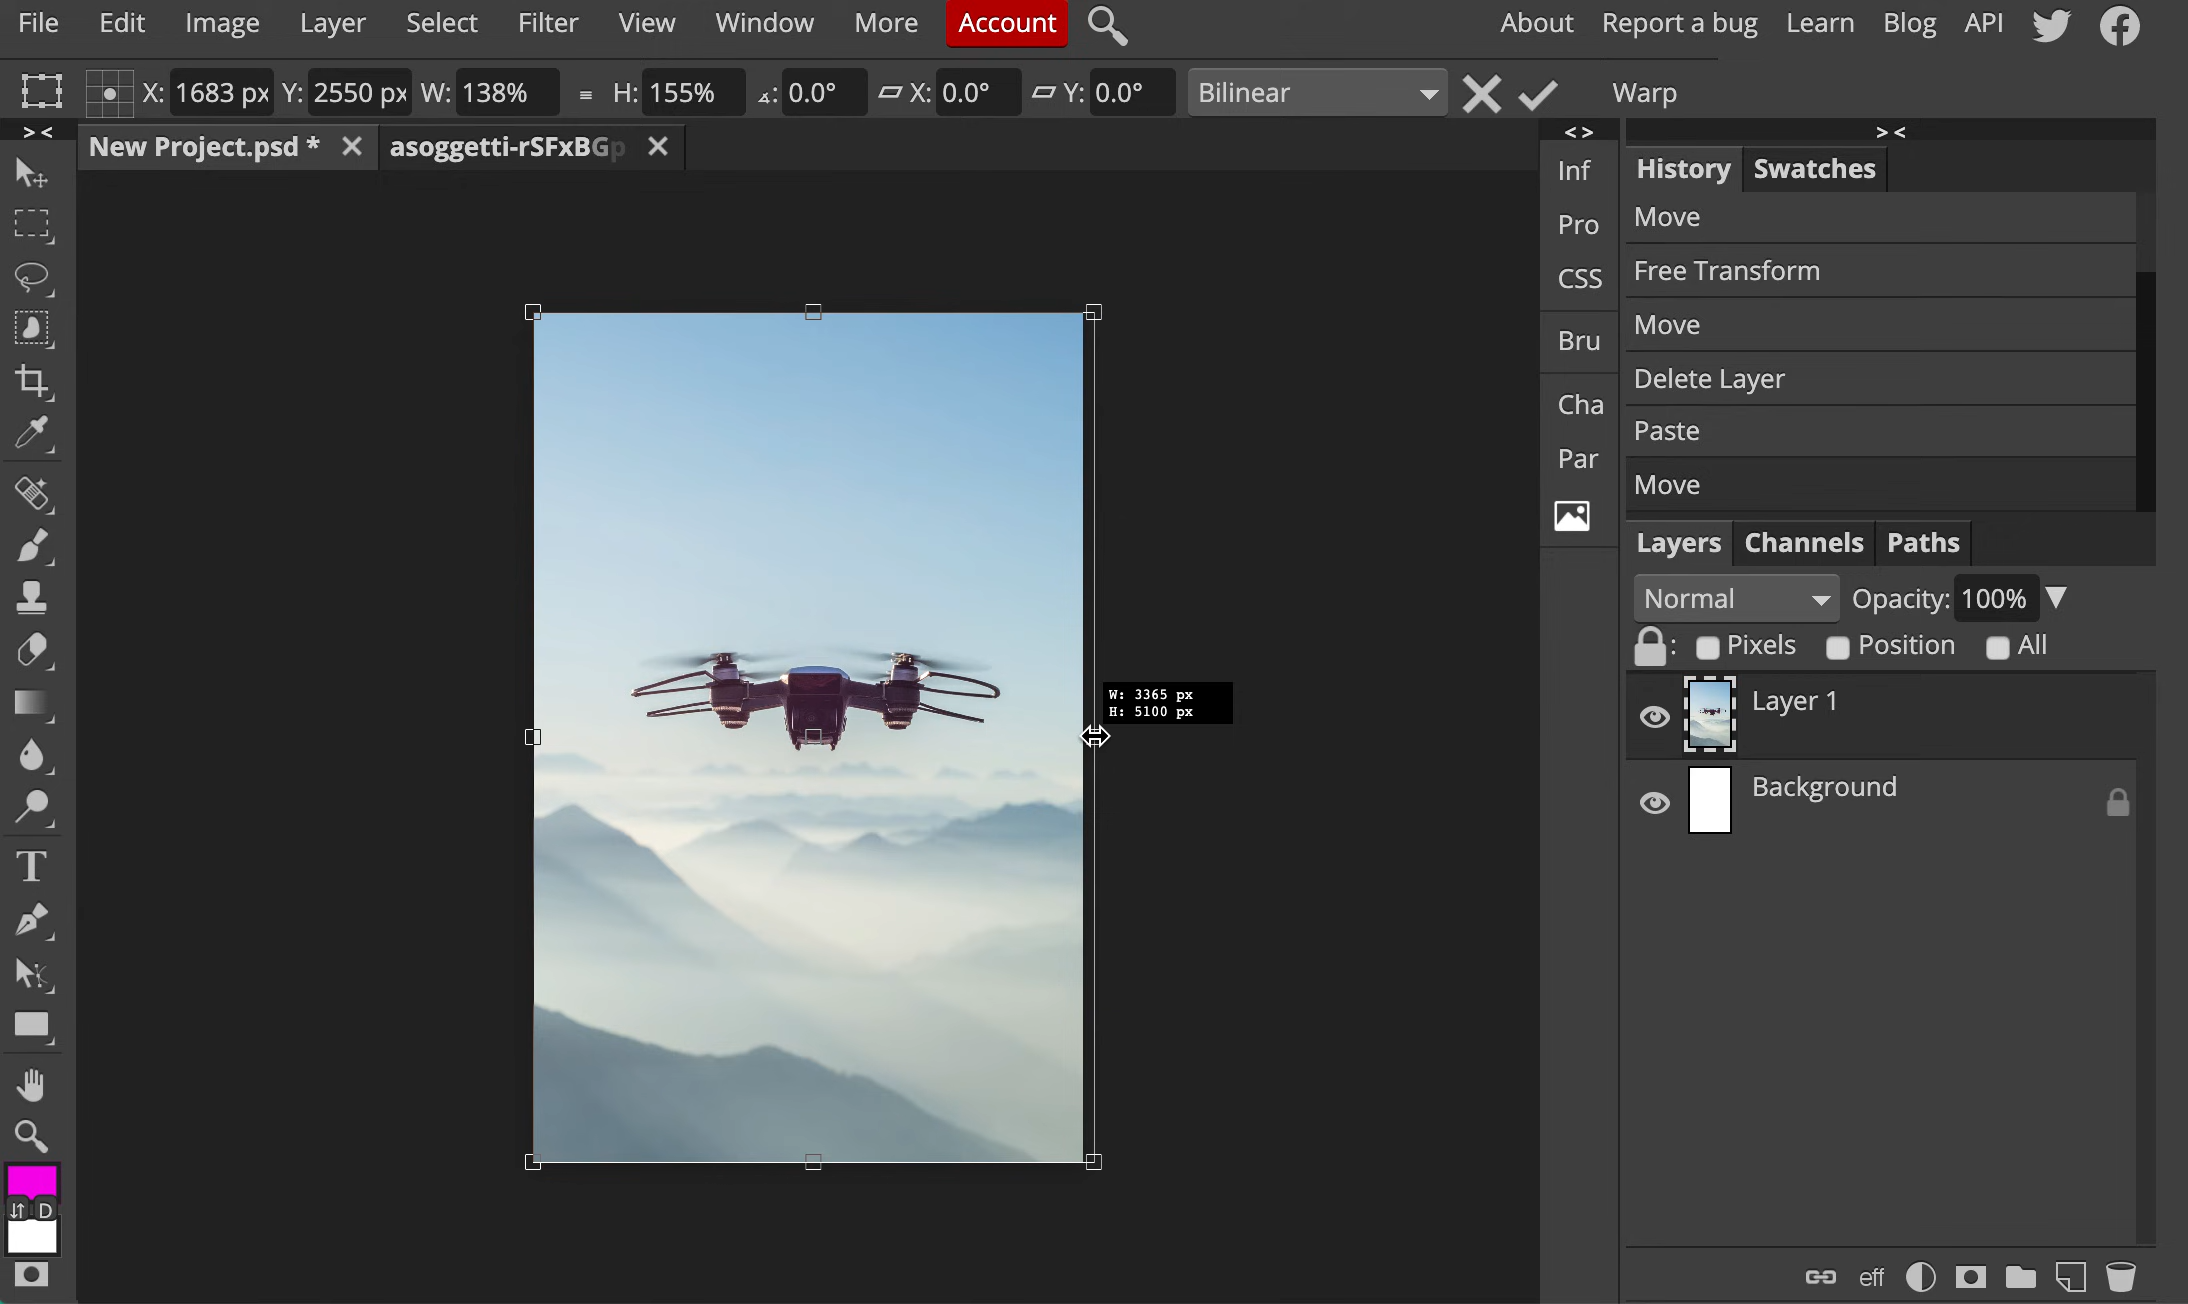 File Edit Image Layer Select Filter View Window More Account About Report a bug Learn Blog API
X: 1683 px Y: 2550 px W: 138% H: 155% 0.0° X: 0.0° Y: 0.0° Bilinear Warp
> < < > > <
New Project.psd * asoggetti-rSFxBGp
Inf
Pro
CSS
Bru
Cha
Par
History Swatches
Move
Free Transform
Move
Delete Layer
Paste
Move
Layers Channels Paths
Normal Opacity: 100%
: Pixels Position All
Layer 1
Background
W: 3365 px
H: 5100 px
D
eff